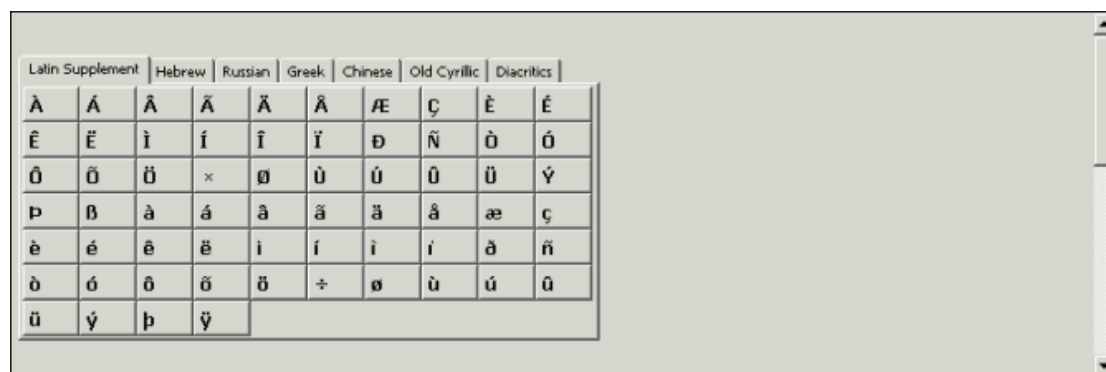 Latin Supplement Hebrew Russian Greek Chinese Old Cyrillic Diacritics
À Á Â Ã Ä Å Æ Ç È É
Ê Ë Ì Í Î Ï Ð Ñ Ò Ó
Ô Õ Ö × Ø Ù Ú Û Ü Ý
Þ ß à á â ã ä å æ ç
è é ê ë ì í î ï ð ñ
ò ó ô õ ö ÷ ø ù ú û
ü ý þ ÿ